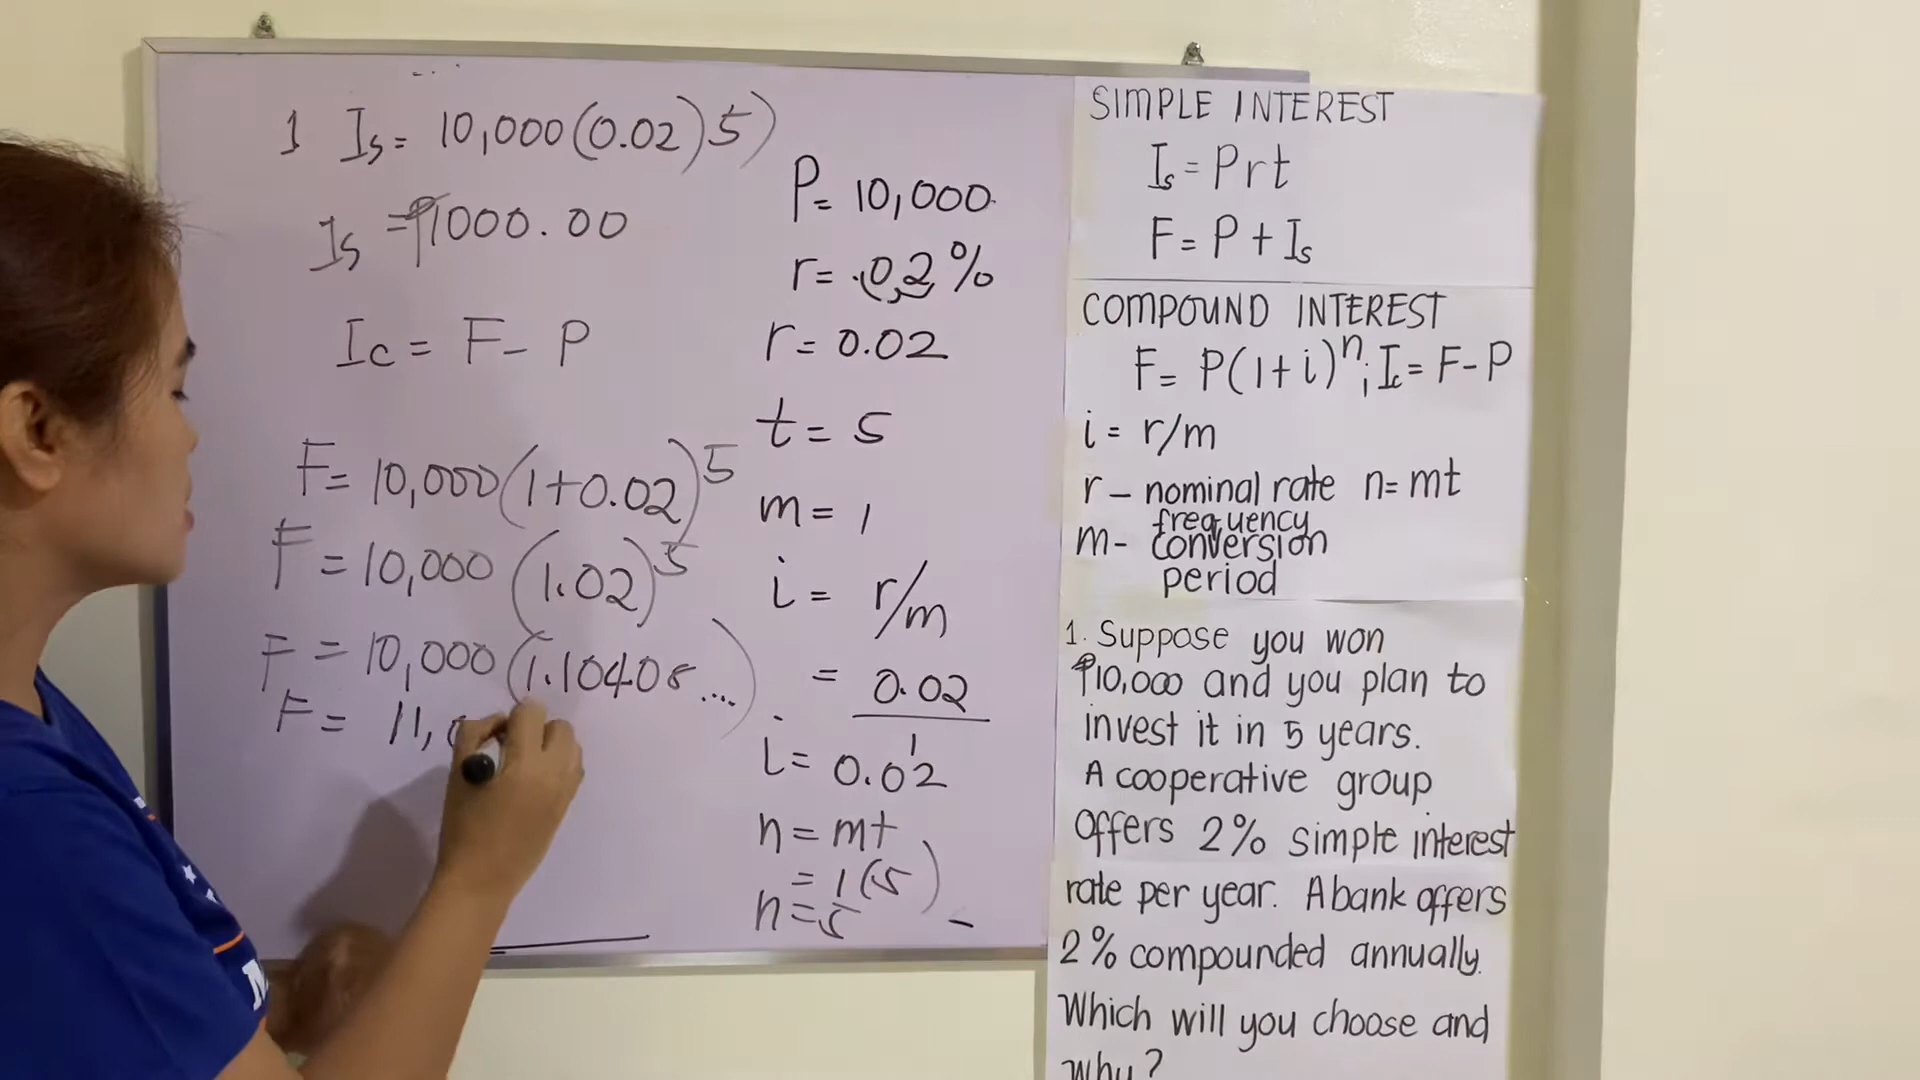 1 Is = 10,000(0.02)5)
Is = ₱1000.00
Ic = F - P
F = 10,000(1+0.02)^5
F = 10,000(1.02)^5
F = 10,000(1.10408....)
F = 11,
P = 10,000
r = .02%
r = 0.02
t = 5
m = 1
i = r/m
= 0.02
1
i = 0.02
n = mt
= 1(5)
n = 5
SIMPLE INTEREST
Is = Prt
F = P + Is
COMPOUND INTEREST
F = P(1+i)^n; Ic = F-P
i = r/m
r – nominal rate n = mt
frequency
m - conversion
period
1. Suppose you won
₱10,000 and you plan to
invest it in 5 years.
A cooperative group
offers 2% simple interest
rate per year. A bank offers
2% compounded annually.
Which will you choose and
why?